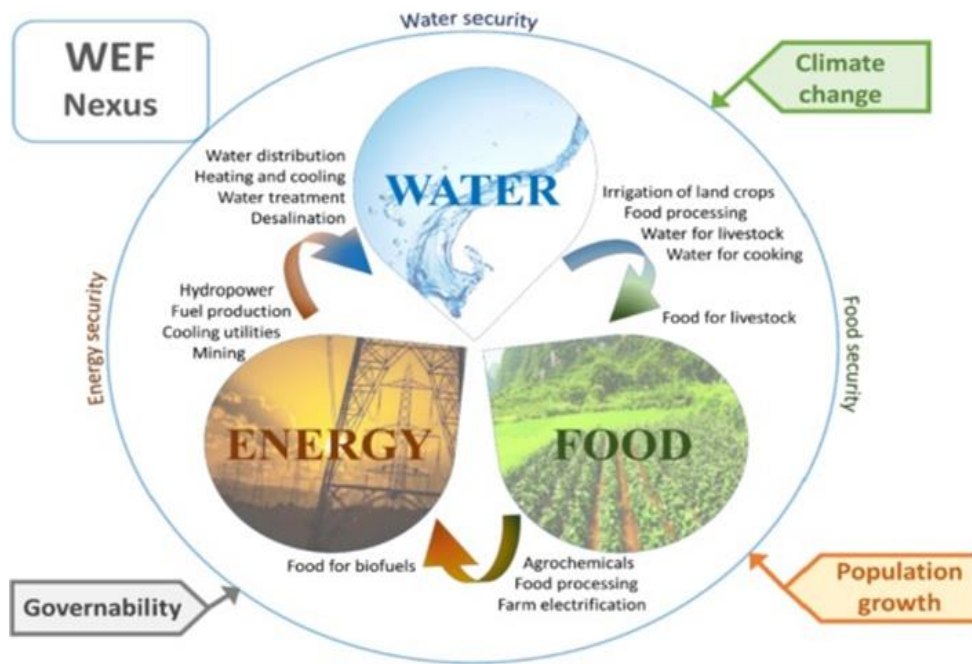 Water security
WEF
Nexus
Climate
change
Water distribution
Heating and cooling
Water treatment
Desalination
WATER
Irrigation of land crops
Food processing
Water for livestock
Water for cooking
Hydropower
Fuel production
Cooling utilities
Mining
Food for livestock
Energy security
Food security
ENERGY
FOOD
Food for biofuels
Agrochemicals
Food processing
Farm electrification
Governability
Population
growth